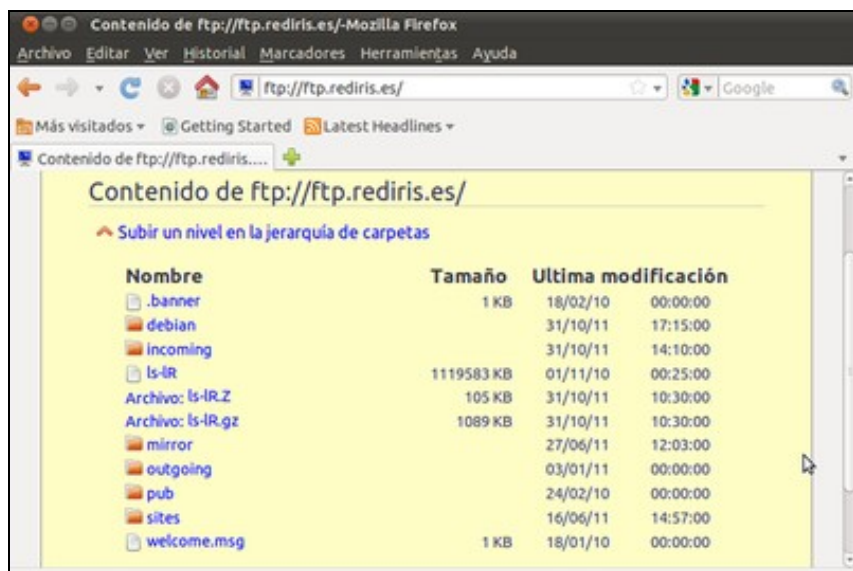 Contenido de ftp://ftp.rediris.es/-Mozilla Firefox
Archivo Editar Ver Historial Marcadores Herramientas Ayuda
ftp://ftp.rediris.es/ Google
Más visitados Getting Started Latest Headlines
Contenido de ftp://ftp.rediris....
Contenido de ftp://ftp.rediris.es/
Subir un nivel en la jerarquía de carpetas
Nombre Tamaño Ultima modificación
.banner 1 KB 18/02/10 00:00:00
debian 31/10/11 17:15:00
incoming 31/10/11 14:10:00
ls-lR 1119583 KB 01/11/10 00:25:00
Archivo: ls-lR.Z 105 KB 31/10/11 10:30:00
Archivo: ls-lR.gz 1089 KB 31/10/11 10:30:00
mirror 27/06/11 12:03:00
outgoing 03/01/11 00:00:00
pub 24/02/10 00:00:00
sites 16/06/11 14:57:00
welcome.msg 1 KB 18/01/10 00:00:00